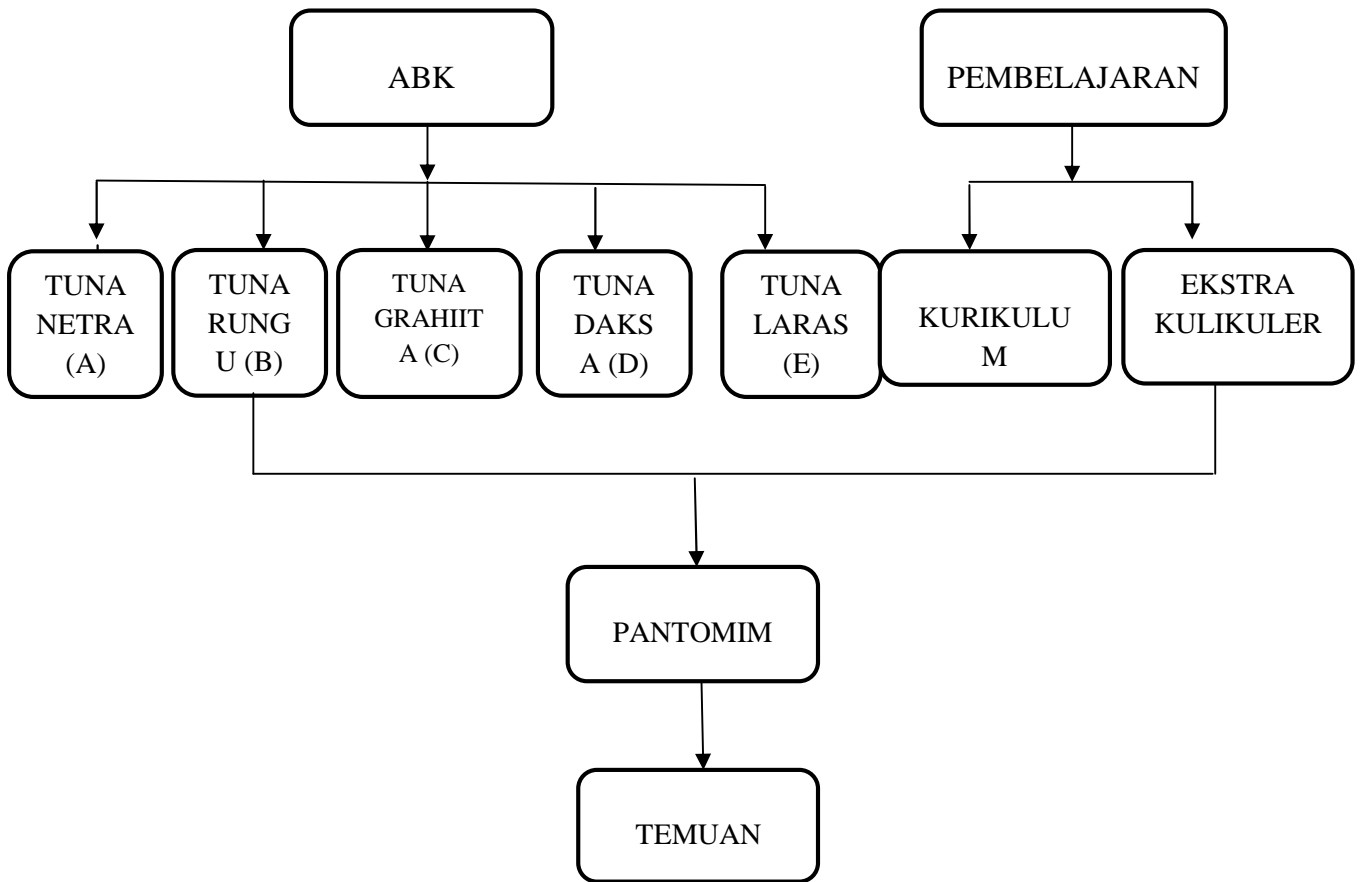 ABK
PEMBELAJARAN
TUNA
NETRA
(A)
TUNA
RUNG
U (B)
TUNA
GRAHIIT
A (C)
TUNA
DAKS
A (D)
TUNA
LARAS
(E)
KURIKULU
M
EKSTRA
KULIKULER
PANTOMIM
TEMUAN